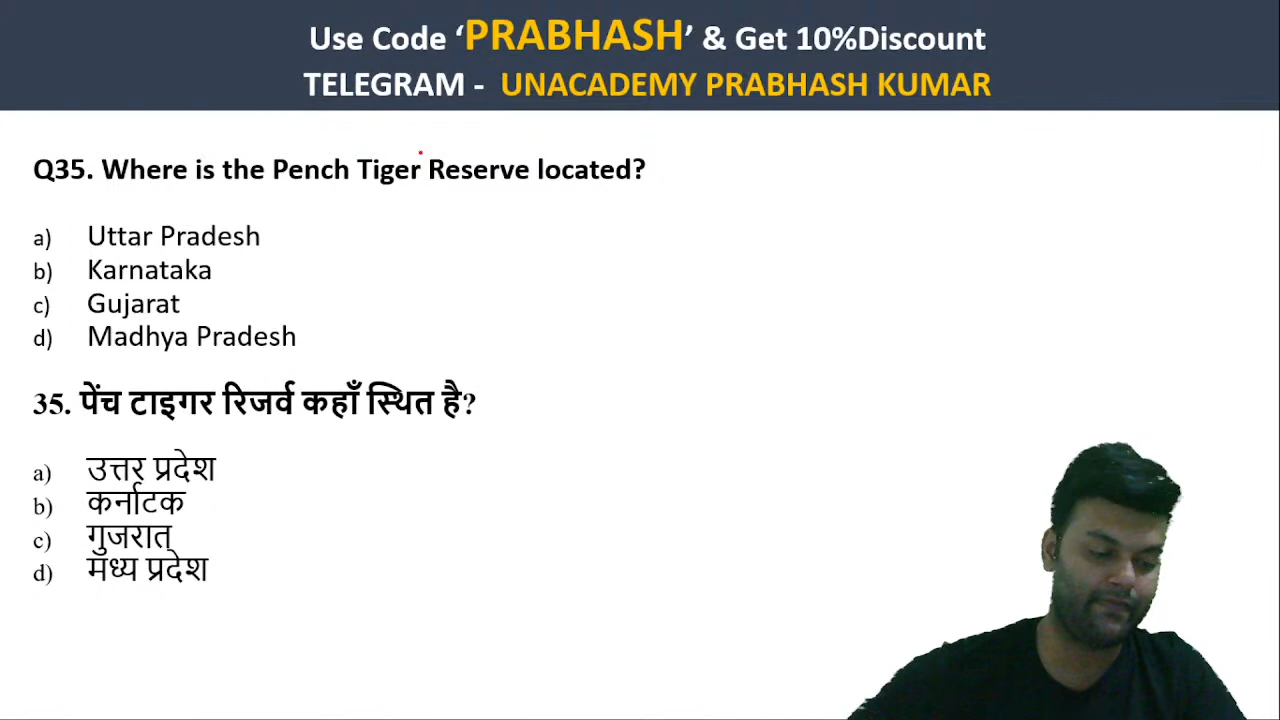 Use Code ‘PRABHASH’ & Get 10%Discount
TELEGRAM - UNACADEMY PRABHASH KUMAR
Q35. Where is the Pench Tiger Reserve located?
a) Uttar Pradesh
b) Karnataka
c) Gujarat
d) Madhya Pradesh
35. पेंच टाइगर रिजर्व कहाँ स्थित है?
a) उत्तर प्रदेश
b) कर्नाटक
c) गुजरात्
d) मध्य प्रदेश